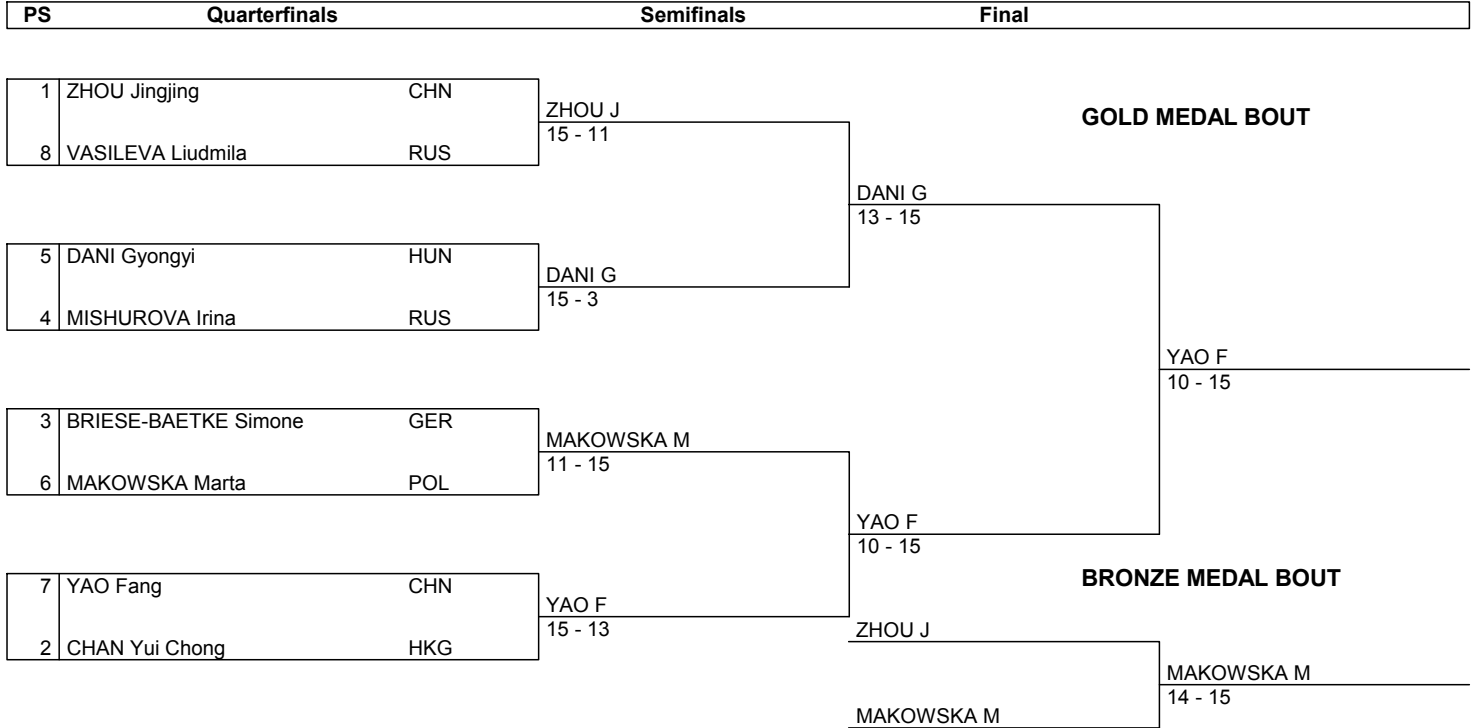 PS Quarterfinals Semifinals Final
1 ZHOU Jingjing CHN
ZHOU J
GOLD MEDAL BOUT
15 - 11
8 VASILEVA Liudmila RUS
DANI G
13 - 15
5 DANI Gyongyi HUN
DANI G
15 - 3
4 MISHUROVA Irina RUS
YAO F
10 - 15
3 BRIESE-BAETKE Simone GER
MAKOWSKA M
11 - 15
6 MAKOWSKA Marta POL
YAO F
10 - 15
BRONZE MEDAL BOUT
7 YAO Fang CHN
YAO F
15 - 13
ZHOU J
2 CHAN Yui Chong HKG
MAKOWSKA M
14 - 15
MAKOWSKA M